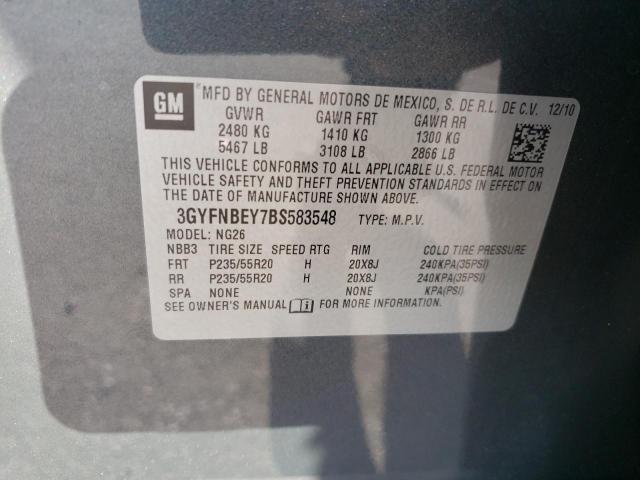 GM
®MFD BY GENERAL MOTORS DE MEXICO, S. DE R.L. DE C.V. 12/10
GVWR GAWR FRT GAWR RR
2480 KG 1410 KG 1300 KG
5467 LB 3108 LB 2866 LB
THIS VEHICLE CONFORMS TO ALL APPLICABLE U.S. FEDERAL MOTOR
VEHICLE SAFETY AND THEFT PREVENTION STANDARDS IN EFFECT ON
THE DATE OF MANUFACTURE SHOWN ABOVE.
3GYFNBEY7BS583548 TYPE: M.P.V.
MODEL: NG26
NBB3 TIRE SIZE SPEED RTG RIM COLD TIRE PRESSURE
FRT P235/55R20 H 20X8J 240KPA(35PSI)
RR P235/55R20 H 20X8J 240KPA(35PSI)
SPA NONE NONE KPA(PSI)
SEE OWNER'S MANUAL FOR MORE INFORMATION.